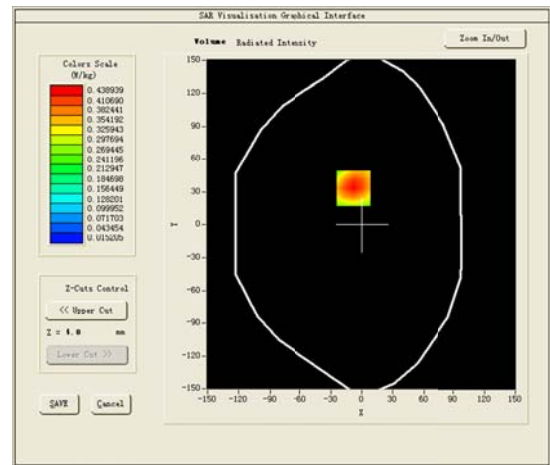 SAR Visualisation Graphical Interface
Volume Radiated Intensity
Zoom In/Out
Colors Scale
(W/kg)
0.438939
0.410690
0.382441
0.354192
0.325943
0.297694
0.269445
0.241196
0.212947
0.184698
0.156449
0.128201
0.099952
0.071703
0.043454
0.015205
Z-Cuts Control
<< Upper Cut
Z = 4.0 mm
Lower Cut >>
SAVE
Cancel
150
120
90
60
30
0
-30
-60
-90
-120
-150
Y
-150 -120 -90 -60 -30 0 30 60 90 120 150
X